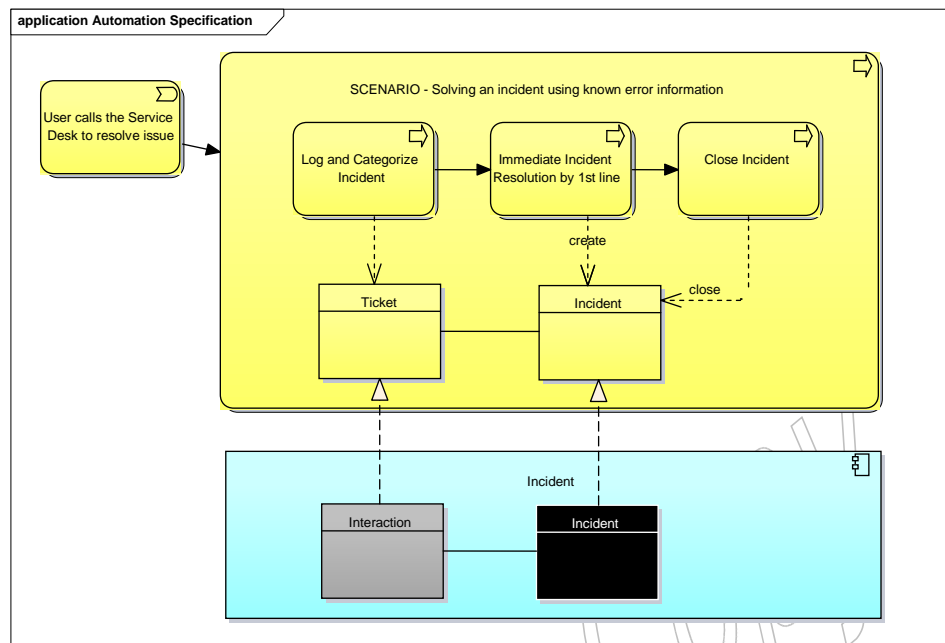 application Automation Specification
User calls the Service
Desk to resolve issue
SCENARIO - Solving an incident using known error information
Log and Categorize
Incident
Immediate Incident
Resolution by 1st line
Close Incident
create
close
Ticket
Incident
Incident
Interaction
Incident